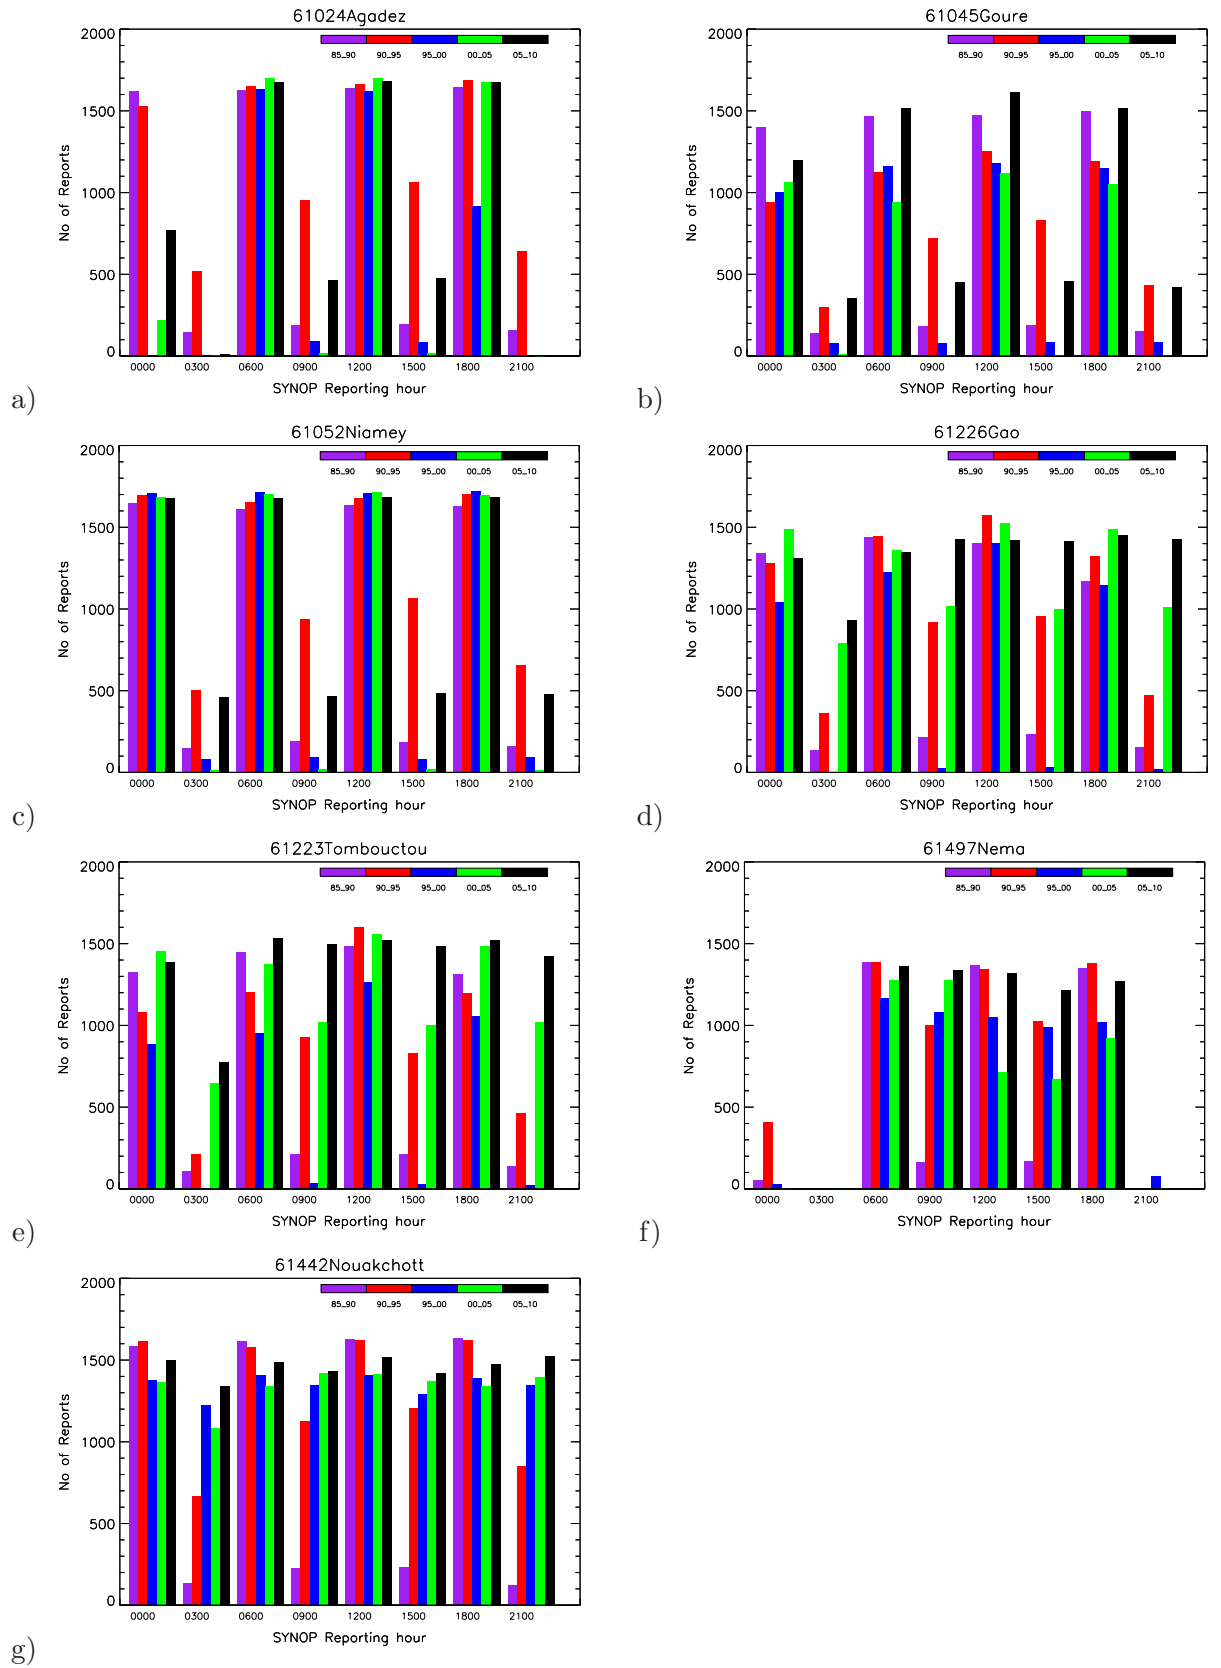 61024Agadez
2000
1500
1000
500
0
No of Reports
85_90 90_95 95_00 00_05 05_10
0000 0300 0600 0900 1200 1500 1800 2100
SYNOP Reporting hour
a)
61045Goure
2000
1500
1000
500
0
No of Reports
85_90 90_95 95_00 00_05 05_10
0000 0300 0600 0900 1200 1500 1800 2100
SYNOP Reporting hour
b)
61052Niamey
2000
1500
1000
500
0
No of Reports
85_90 90_95 95_00 00_05 05_10
0000 0300 0600 0900 1200 1500 1800 2100
SYNOP Reporting hour
c)
61226Gao
2000
1500
1000
500
0
No of Reports
85_90 90_95 95_00 00_05 05_10
0000 0300 0600 0900 1200 1500 1800 2100
SYNOP Reporting hour
d)
61223Tombouctou
2000
1500
1000
500
0
No of Reports
85_90 90_95 95_00 00_05 05_10
0000 0300 0600 0900 1200 1500 1800 2100
SYNOP Reporting hour
e)
61497Nema
2000
1500
1000
500
0
No of Reports
85_90 90_95 95_00 00_05 05_10
0000 0300 0600 0900 1200 1500 1800 2100
SYNOP Reporting hour
f)
61442Nouakchott
2000
1500
1000
500
0
No of Reports
85_90 90_95 95_00 00_05 05_10
0000 0300 0600 0900 1200 1500 1800 2100
SYNOP Reporting hour
g)